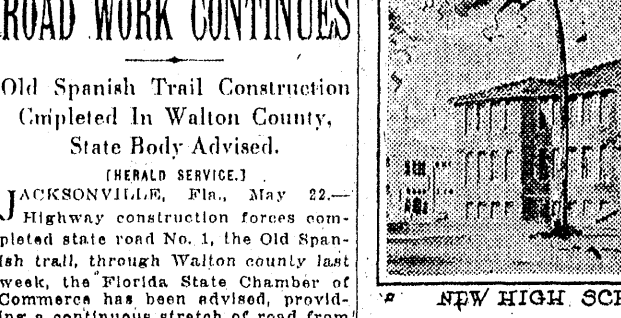 ROAD WORK CONTINUES
Old Spanish Trail Construction
Cmipleted In Walton County,
State Body Advised.
[HERALD SERVICE.]
JACKSONVILLE, Fla., May 22.—
Highway construction forces com-
pleted state road No. 1, the Old Span-
ish trail, through Walton county last
week, the Florida State Chamber of
Commerce has been advised, provid-
ing a continuous stretch of road from
NEW HIGH SC